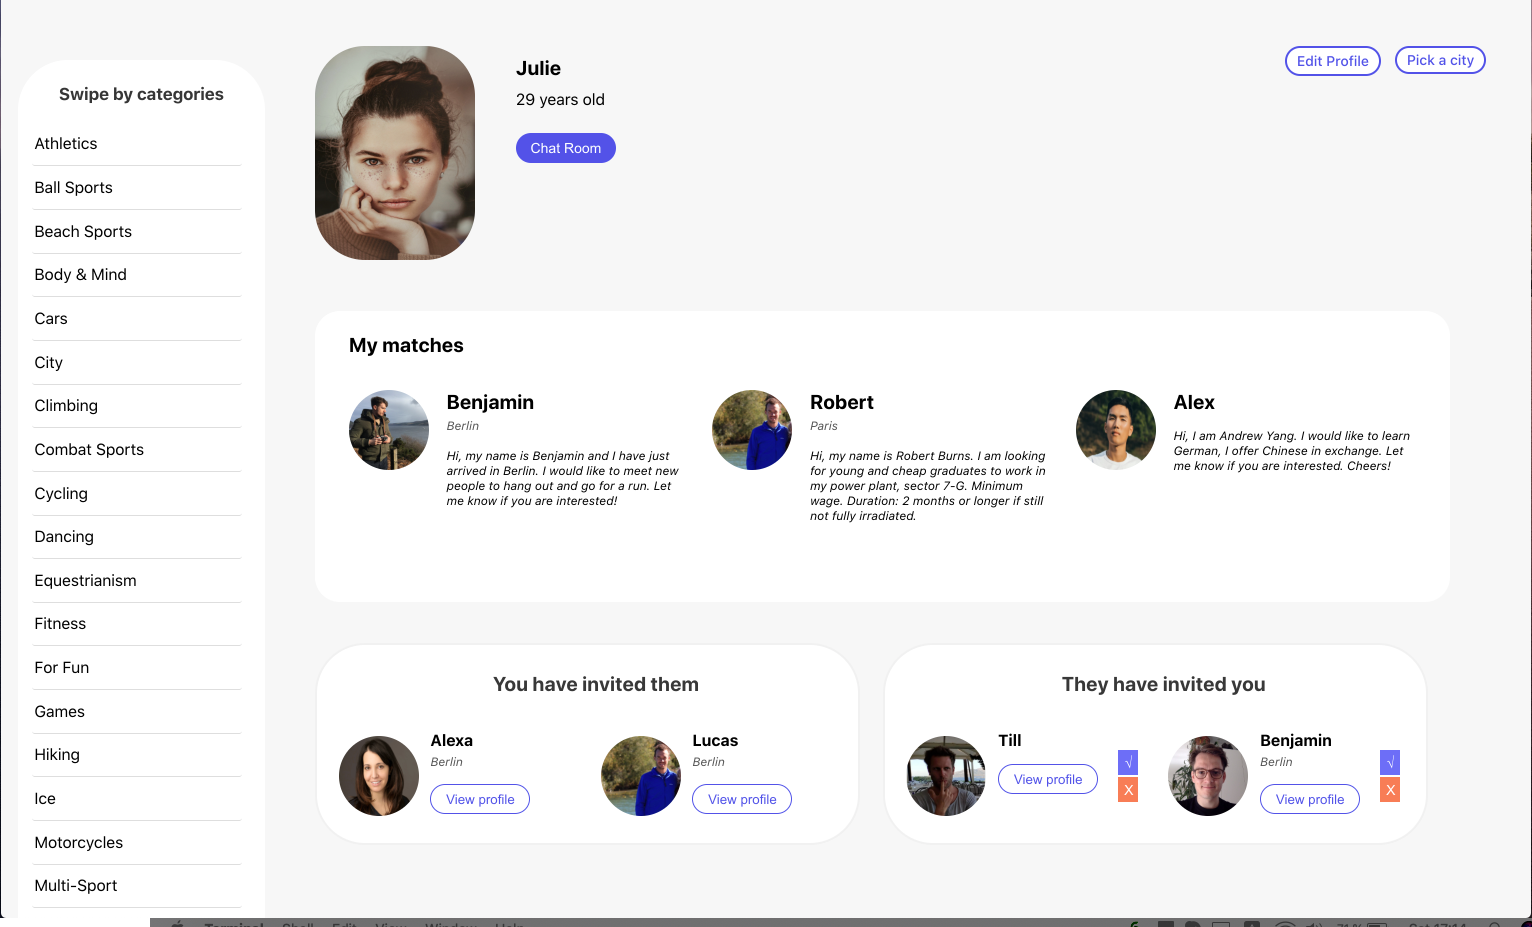 Swipe by categories
Athletics
Ball Sports
Beach Sports
Body & Mind
Cars
City
Climbing
Combat Sports
Cycling
Dancing
Equestrianism
Fitness
For Fun
Games
Hiking
Ice
Motorcycles
Multi-Sport
Julie
29 years old
Chat Room
Edit Profile
Pick a city
My matches
Benjamin
Berlin
Hi, my name is Benjamin and I have just
arrived in Berlin. I would like to meet new
people to hang out and go for a run. Let
me know if you are interested!
Robert
Paris
Hi, my name is Robert Burns. I am looking
for young and cheap graduates to work in
my power plant, sector 7-G. Minimum
wage. Duration: 2 months or longer if still
not fully irradiated.
Alex
Hi, I am Andrew Yang. I would like to learn
German, I offer Chinese in exchange. Let
me know if you are interested. Cheers!
You have invited them
Alexa
Berlin
View profile
Lucas
Berlin
View profile
They have invited you
Till
View profile
√
X
Benjamin
Berlin
View profile
√
X
Terminal Shell Edit View Window Help